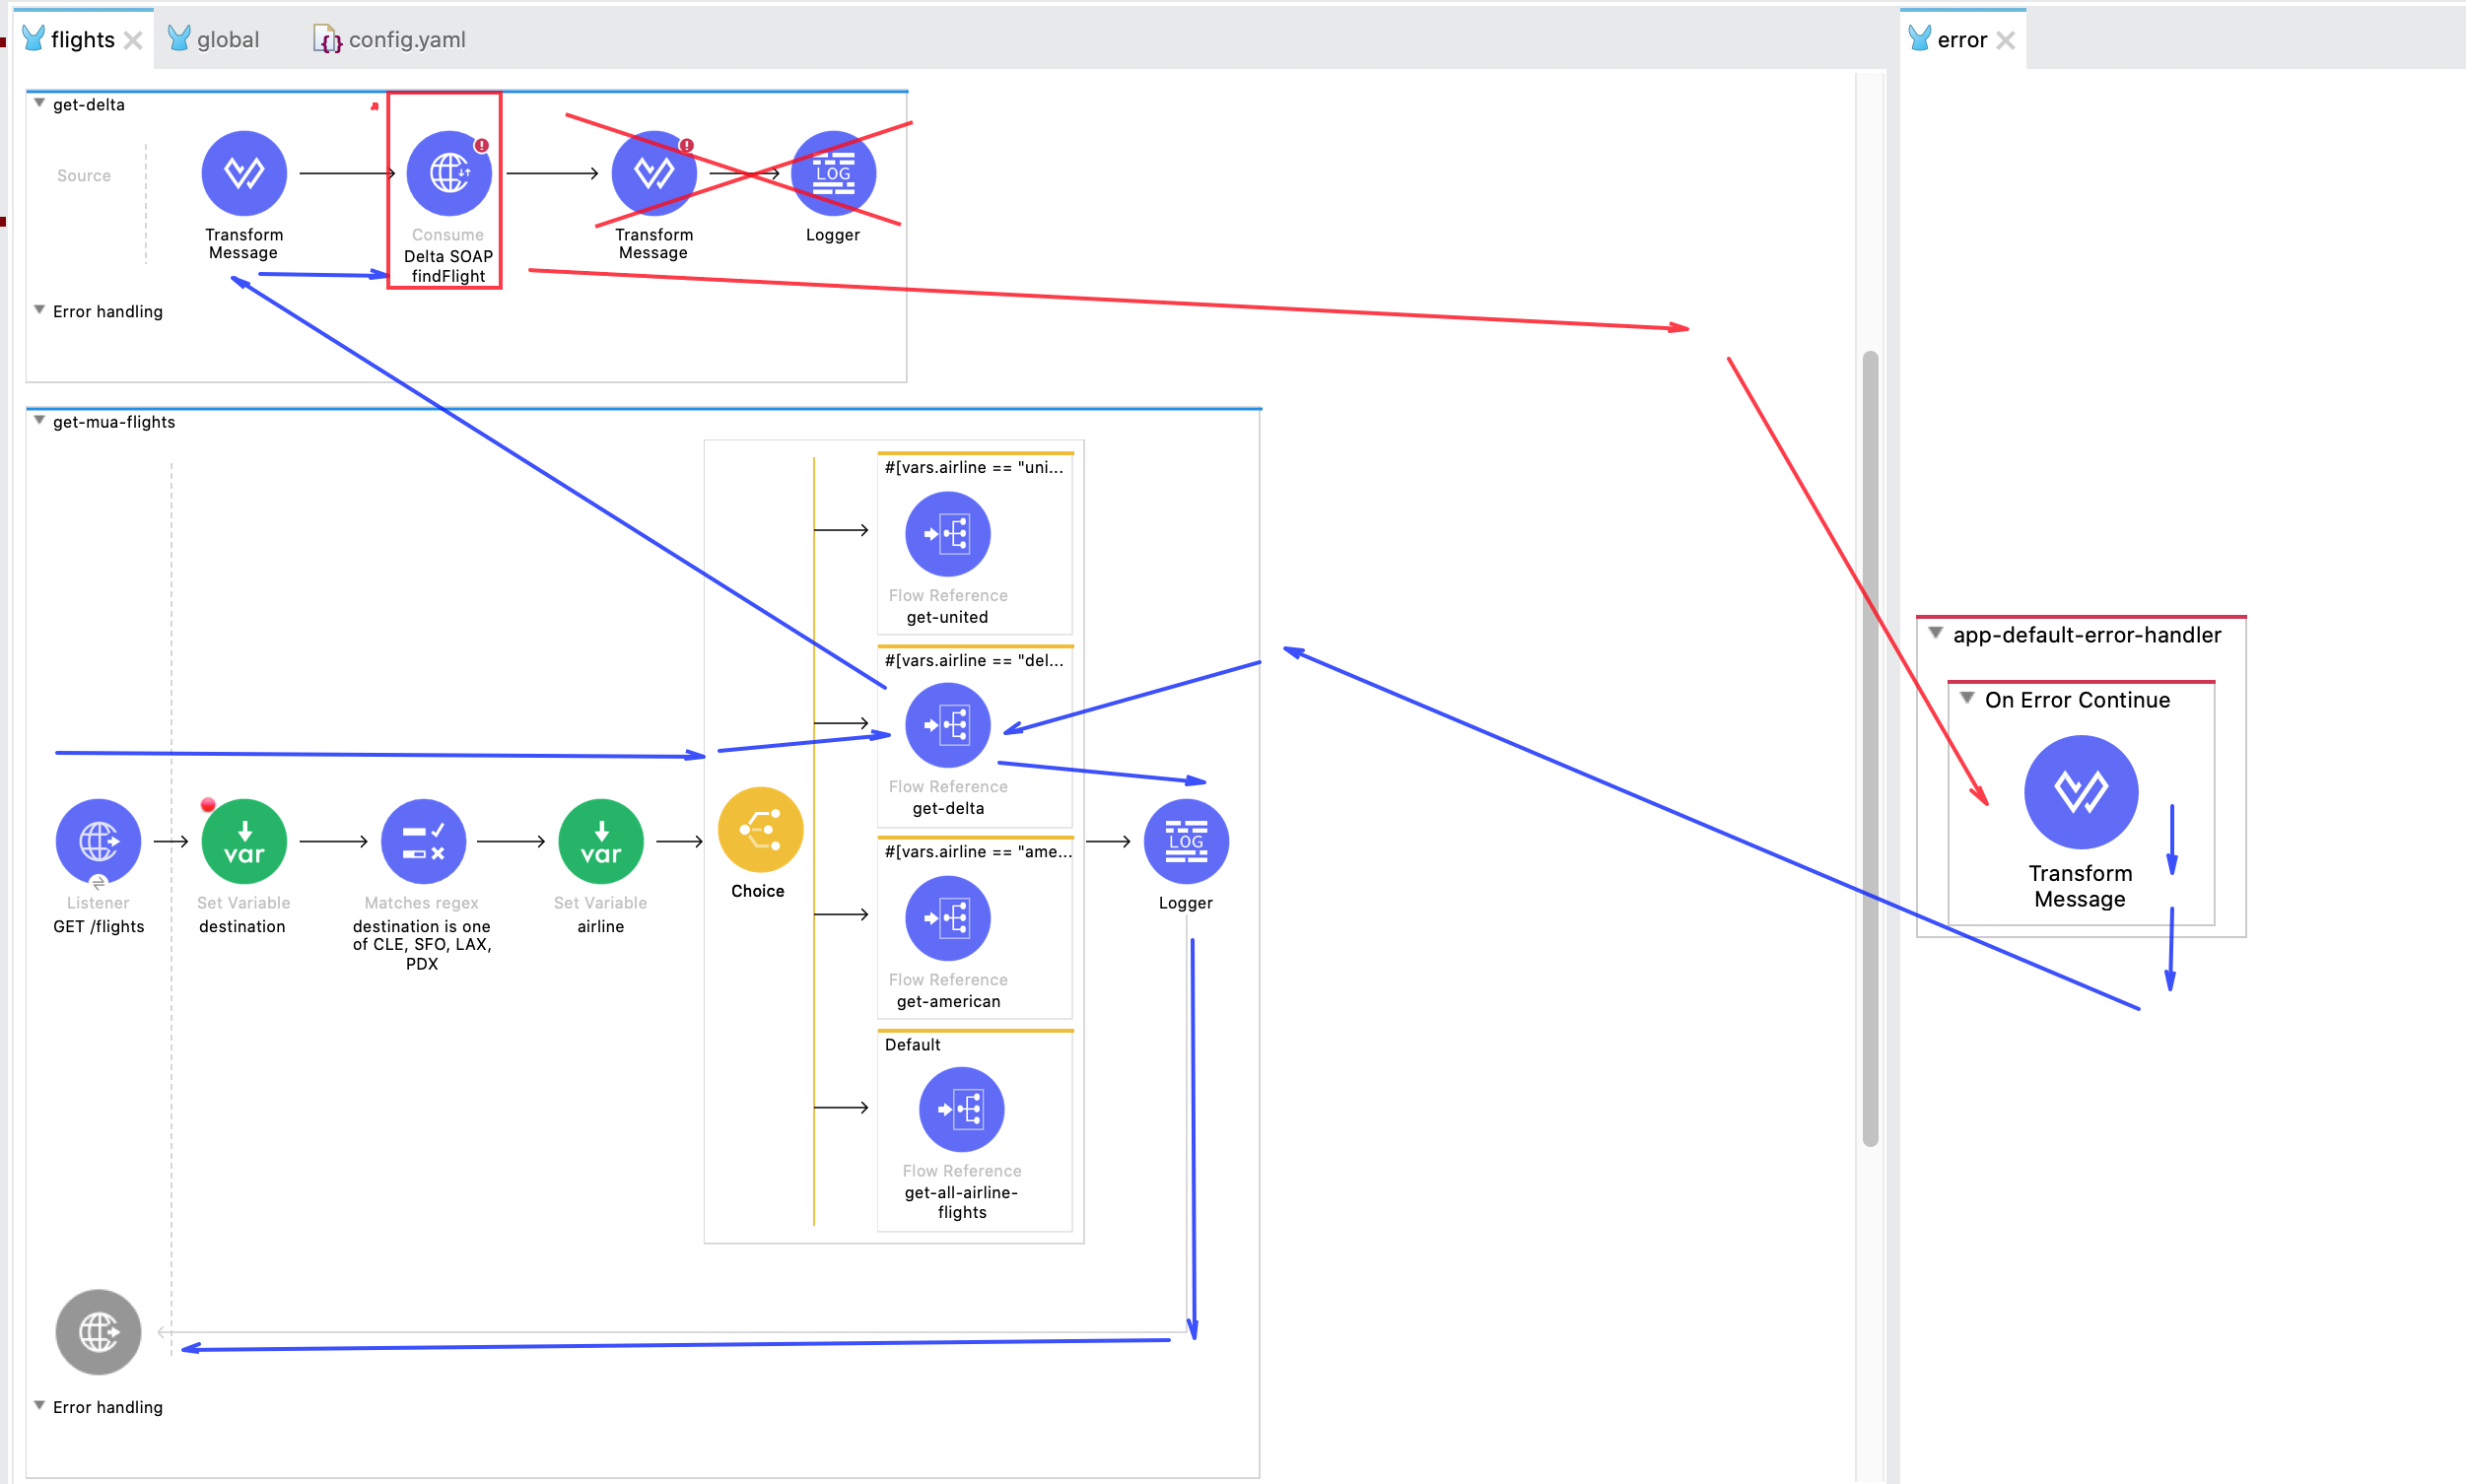 flights
global
config.yaml
error
get-delta
Source
LOG
Transform
Message
Consume
Delta SOAP
findFlight
Transform
Message
Logger
Error handling
get-mua-flights
#[vars.airline == "uni...
Flow Reference
get-united
#[vars.airline == "del...
Flow Reference
get-delta
#[vars.airline == "ame...
Flow Reference
get-american
Default
Flow Reference
get-all-airline-
flights
var
var
LOG
Listener
GET /flights
Set Variable
destination
Matches regex
destination is one
of CLE, SFO, LAX,
PDX
Set Variable
airline
Choice
Logger
Error handling
app-default-error-handler
On Error Continue
Transform
Message